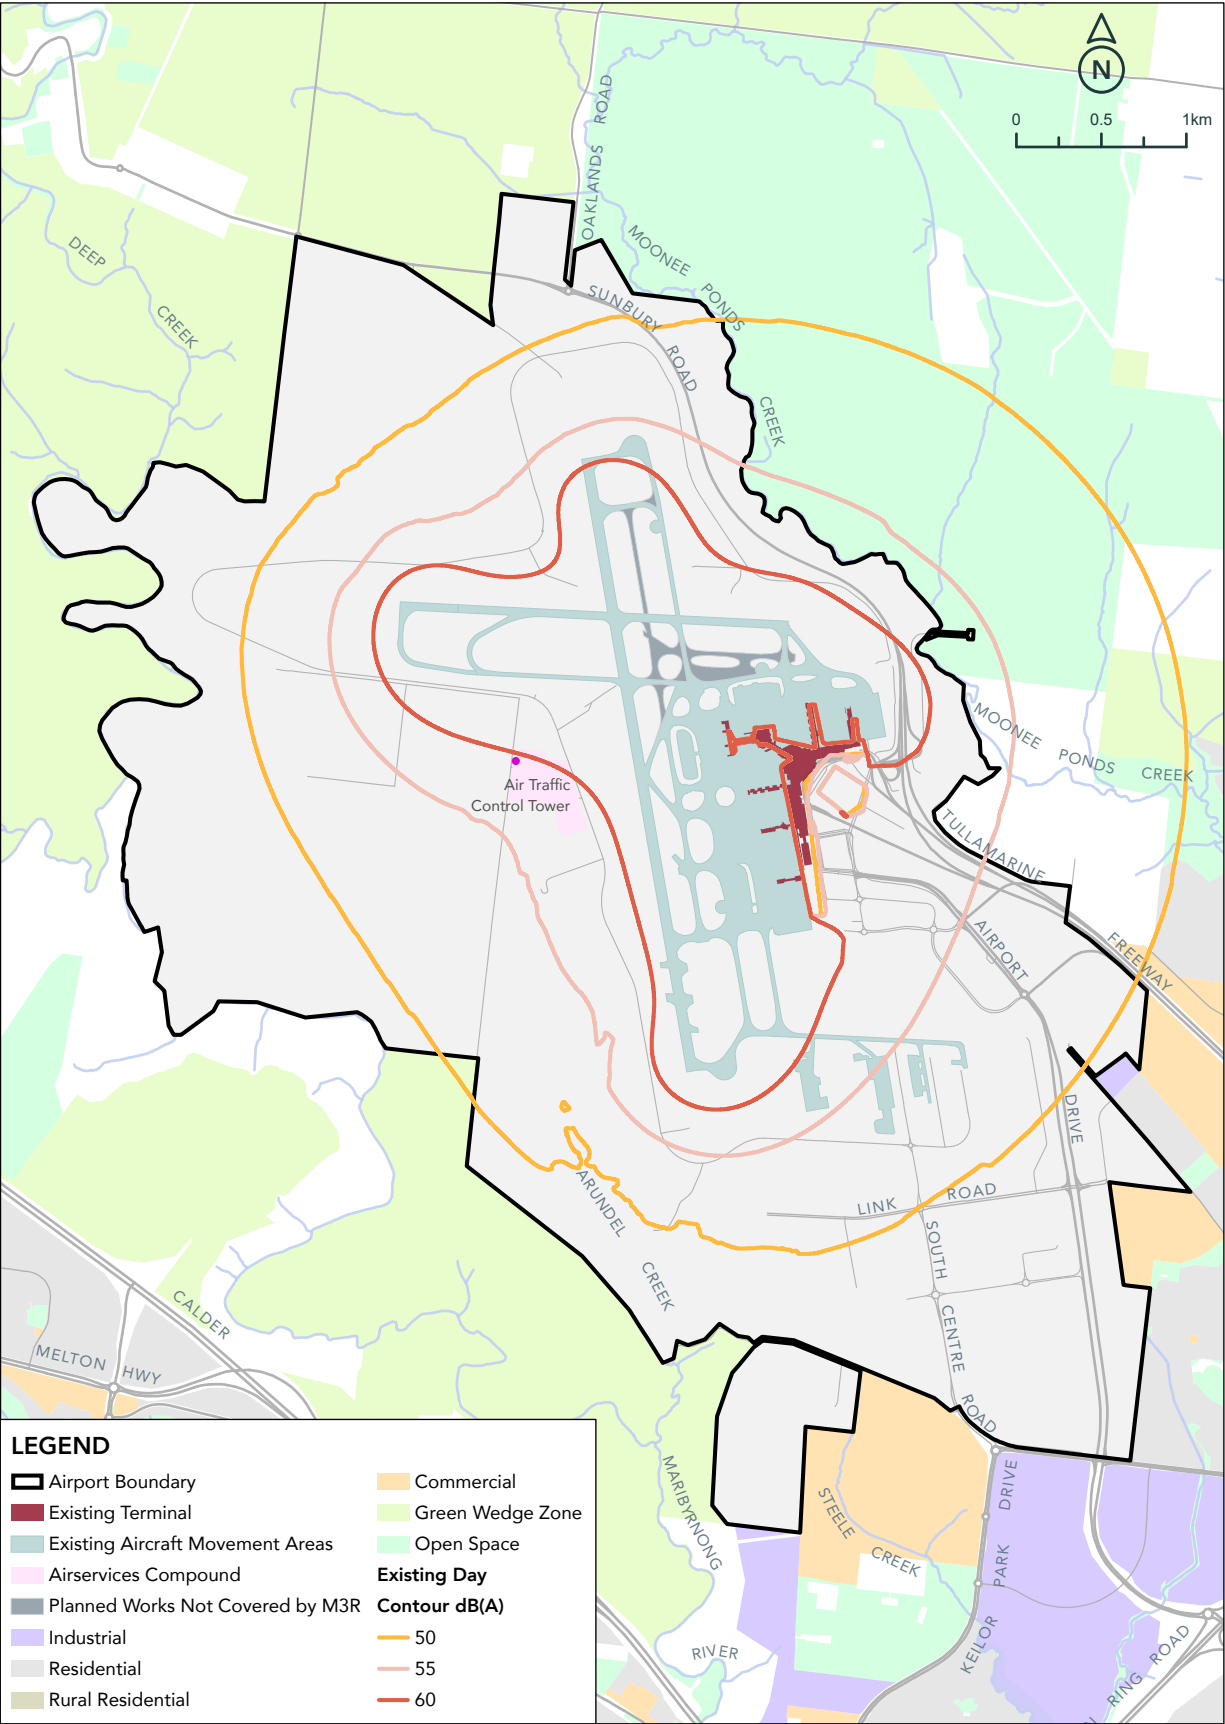 N
0 0.5 1km
OAKLANDS ROAD
MOONEE PONDS
CREEK
DEEP
CREEK
SUNBURY
ROAD
MOONEE PONDS CREEK
Air Traffic
Control Tower
TULLAMARINE
FREEWAY
AIRPORT
DRIVE
ARUNDEL
CREEK
LINK ROAD
SOUTH CENTRE ROAD
CALDER
MELTON HWY
MARIBYRNONG
RIVER
STEELE
CREEK
KEILOR PARK DRIVE
N RING ROAD
LEGEND
Airport Boundary
Existing Terminal
Existing Aircraft Movement Areas
Airservices Compound
Planned Works Not Covered by M3R
Industrial
Residential
Rural Residential
Commercial
Green Wedge Zone
Open Space
Existing Day
Contour dB(A)
50
55
60